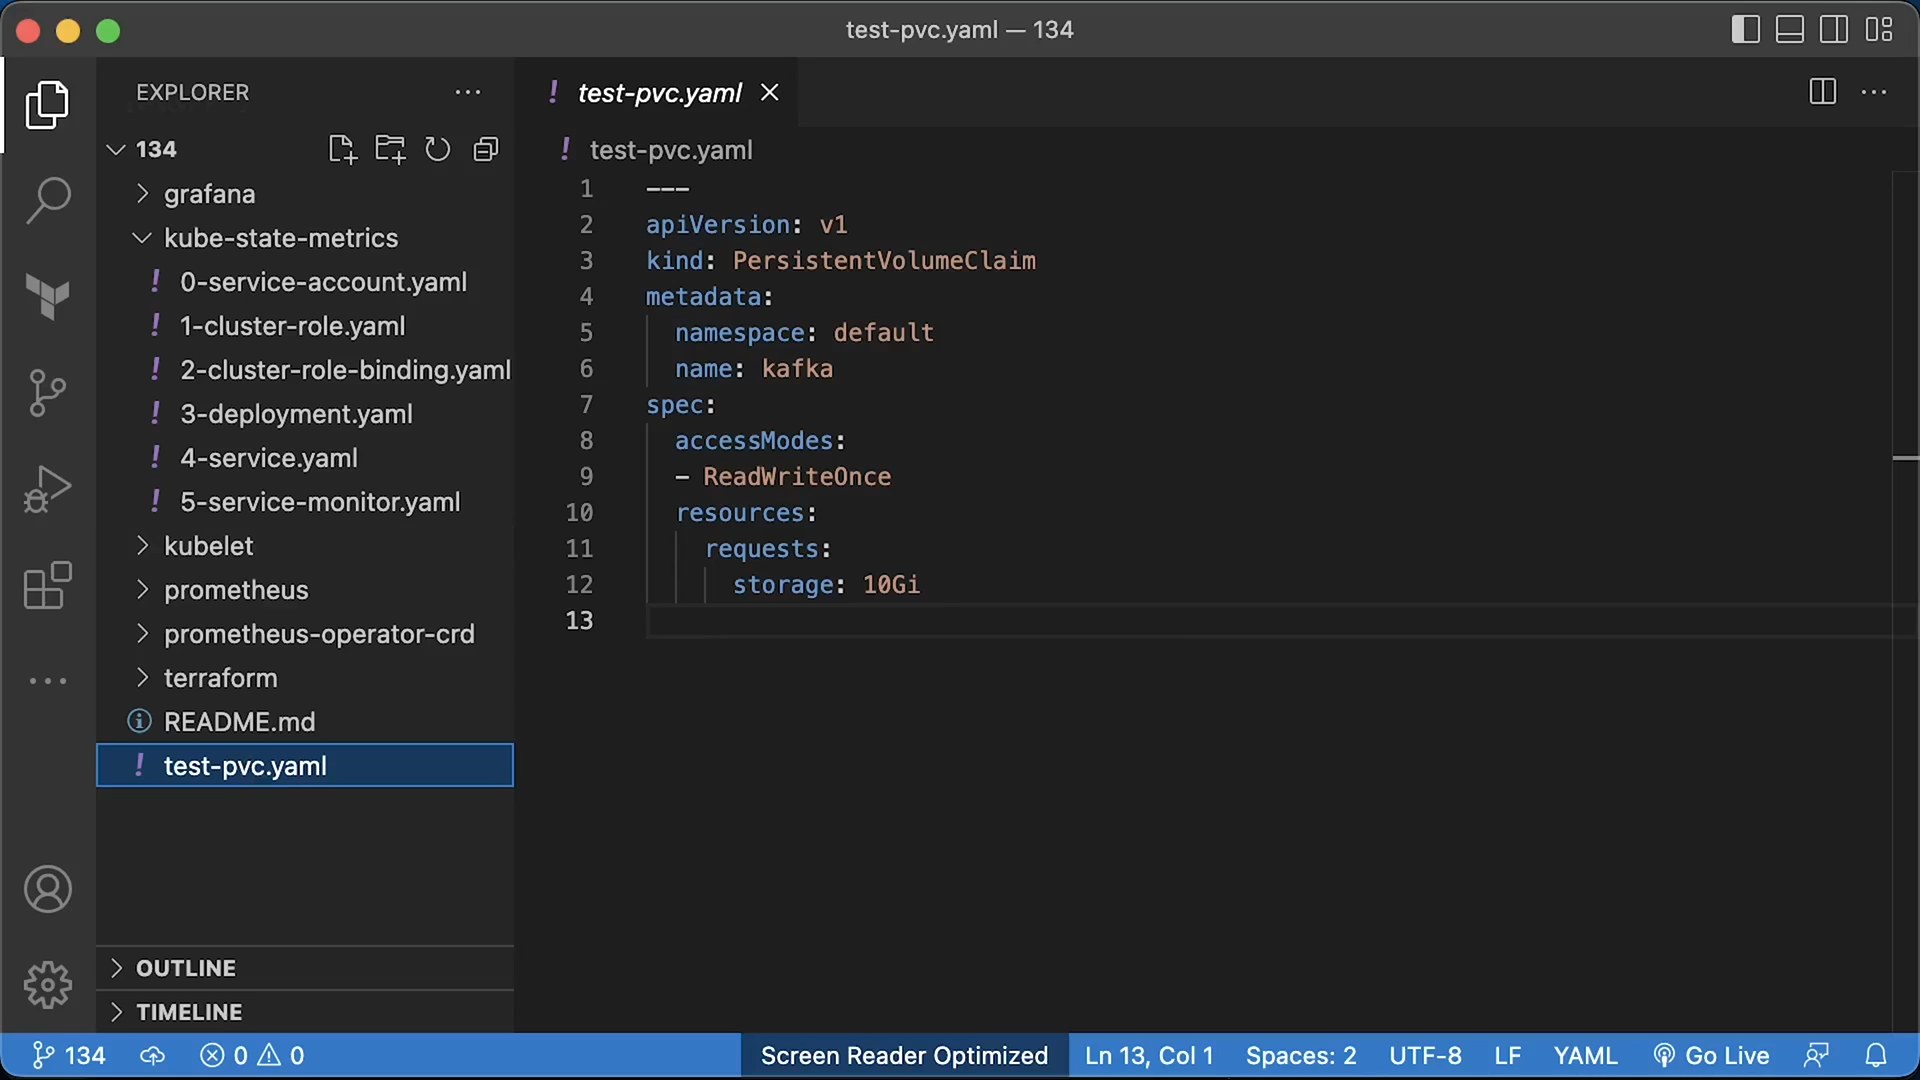 test-pvc.yaml — 134
EXPLORER
134
grafana
kube-state-metrics
! 0-service-account.yaml
! 1-cluster-role.yaml
! 2-cluster-role-binding.yaml
! 3-deployment.yaml
! 4-service.yaml
! 5-service-monitor.yaml
kubelet
prometheus
prometheus-operator-crd
terraform
README.md
! test-pvc.yaml
OUTLINE
TIMELINE
! test-pvc.yaml
! test-pvc.yaml
1 ---
2 apiVersion: v1
3 kind: PersistentVolumeClaim
4 metadata:
5 namespace: default
6 name: kafka
7 spec:
8 accessModes:
9 - ReadWriteOnce
10 resources:
11 requests:
12 storage: 10Gi
13
134 0 0 Screen Reader Optimized Ln 13, Col 1 Spaces: 2 UTF-8 LF YAML Go Live